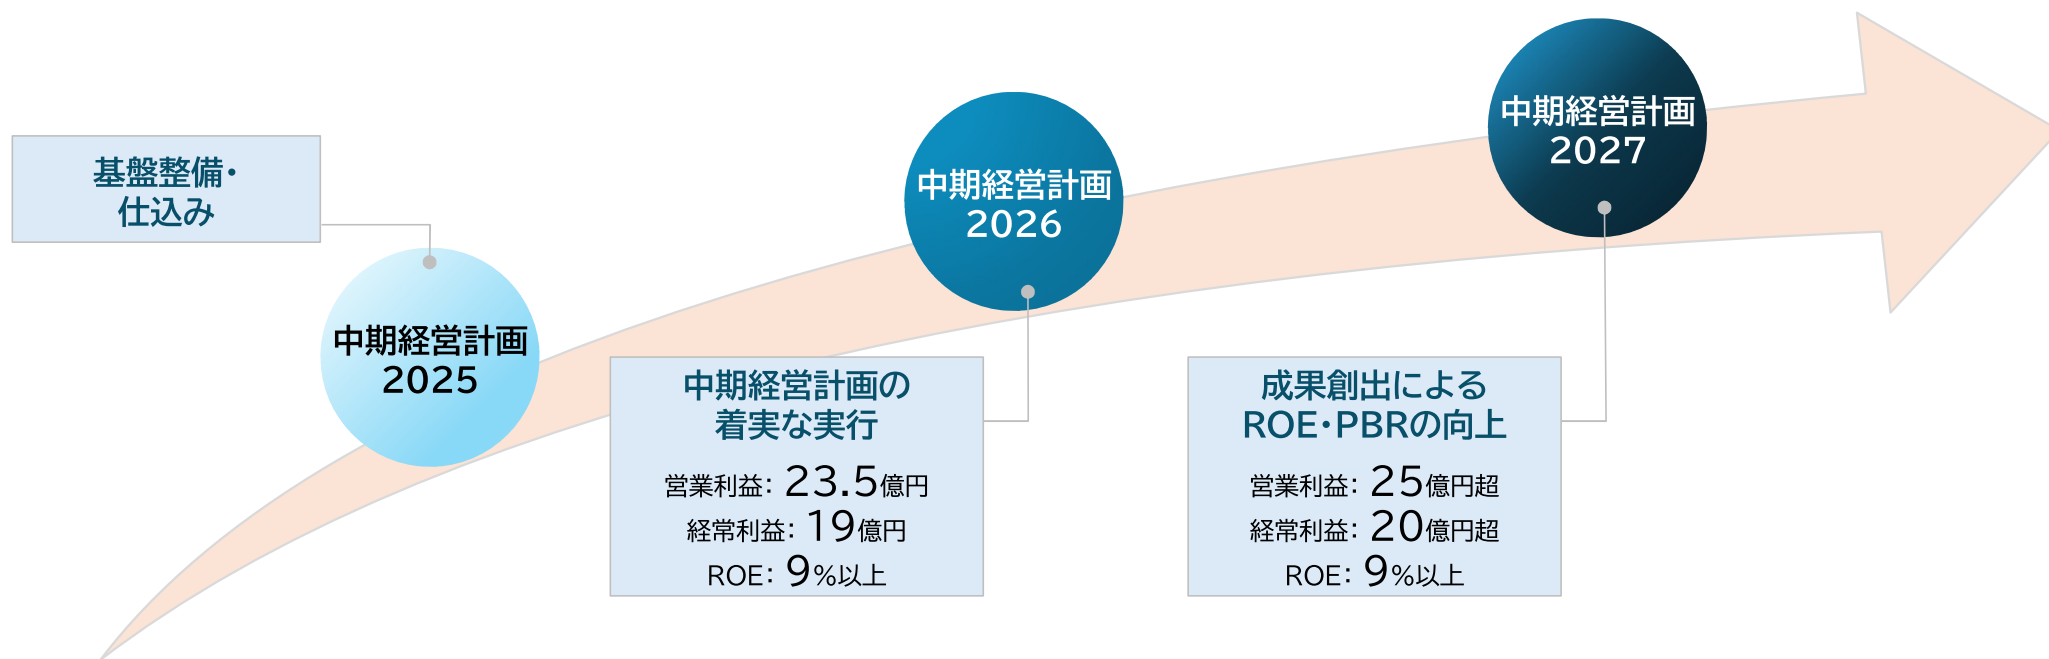 基盤整備・
仕込み
中期経営計画
2025
中期経営計画
2026
中期経営計画の
着実な実行
営業利益：23.5億円
経常利益：19億円
ROE：9%以上
中期経営計画
2027
成果創出による
ROE・PBRの向上
営業利益：25億円超
経常利益：20億円超
ROE：9%以上